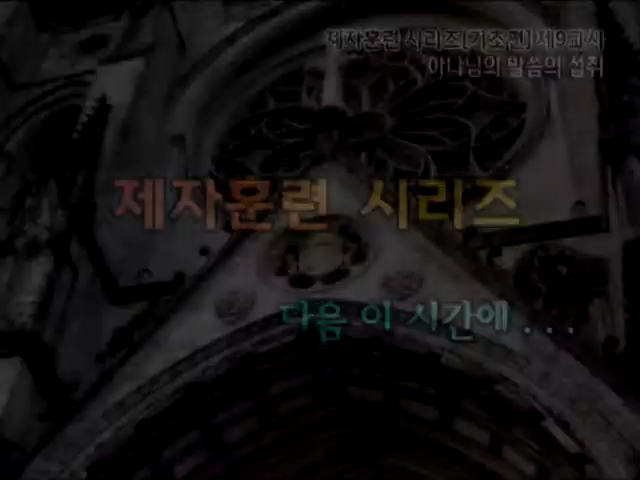 제자훈련 시리즈[기초편] 제9교사
하나님의 말씀의 섭취
제자훈련 시리즈
다음 이 시간에 . . .